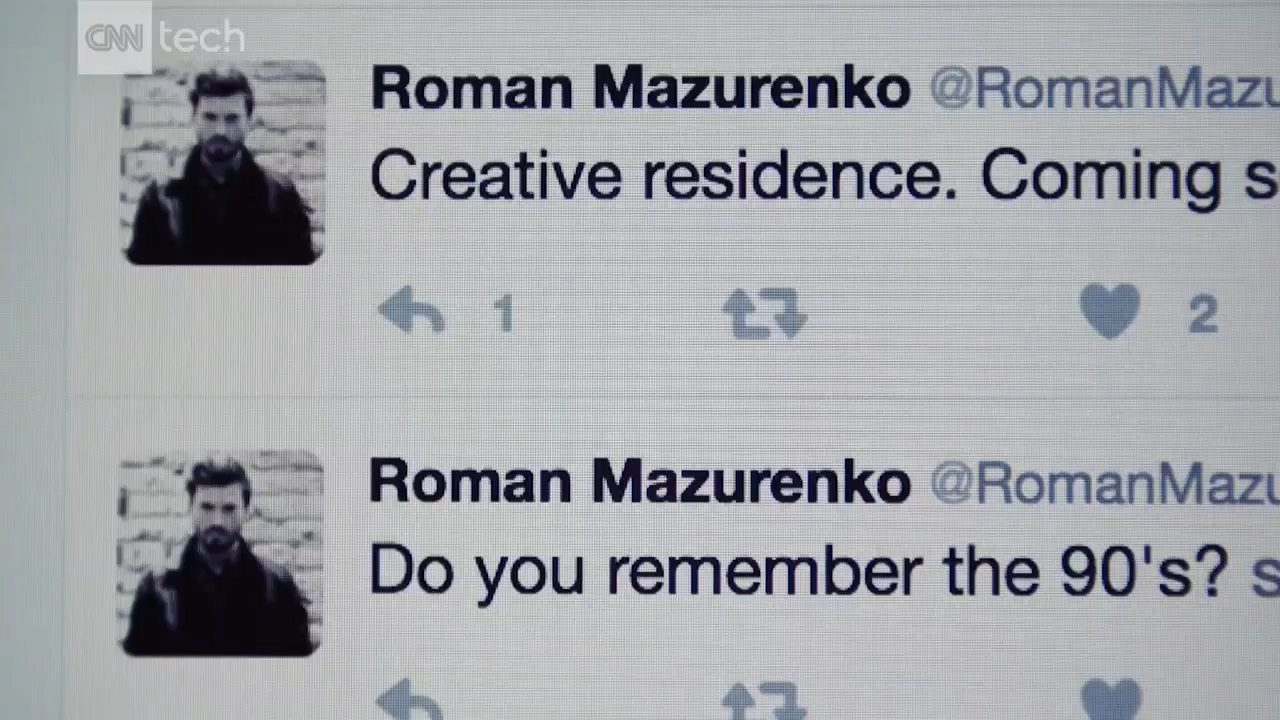 CNN tech
Roman Mazurenko @RomanMazu
Creative residence. Coming s
1 2
Roman Mazurenko @RomanMazu
Do you remember the 90's? s